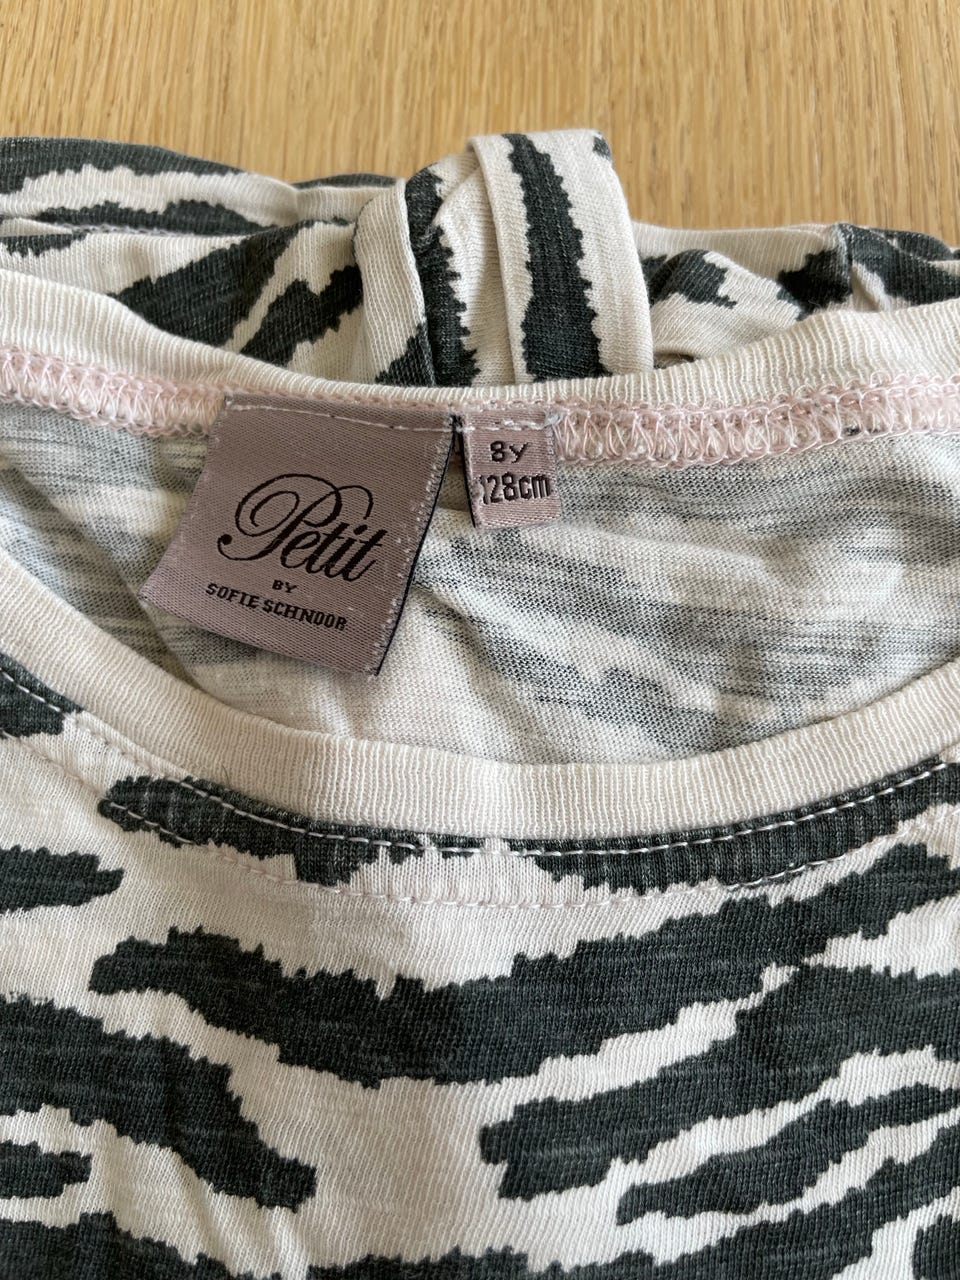 Petit
BY
SOFIE SCHNOOR
8Y
128cm